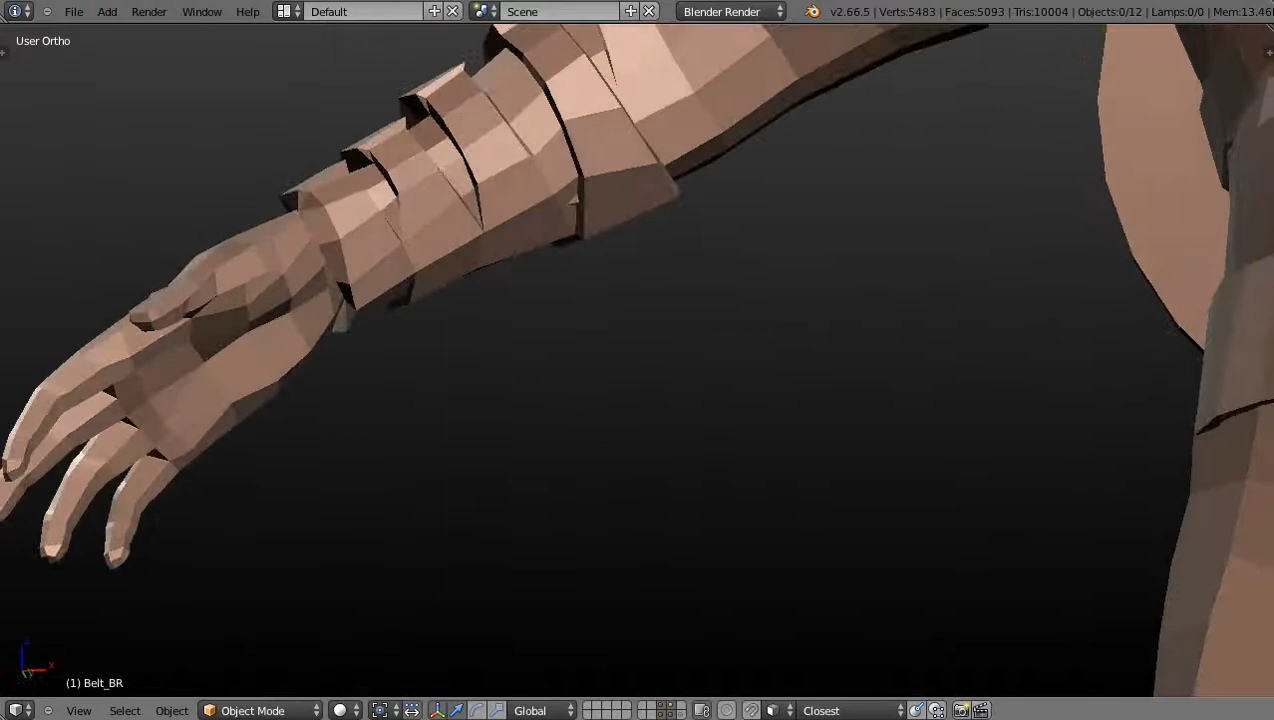 File Add Render Window Help Default Scene Blender Render v2.66.5 | Verts:5483 | Faces:5093 | Tris:10004 | Objects:0/12 | Lamps:0/0 | Mem:13.46
User Ortho
(1) Belt_BR
View Select Object Object Mode Global Closest